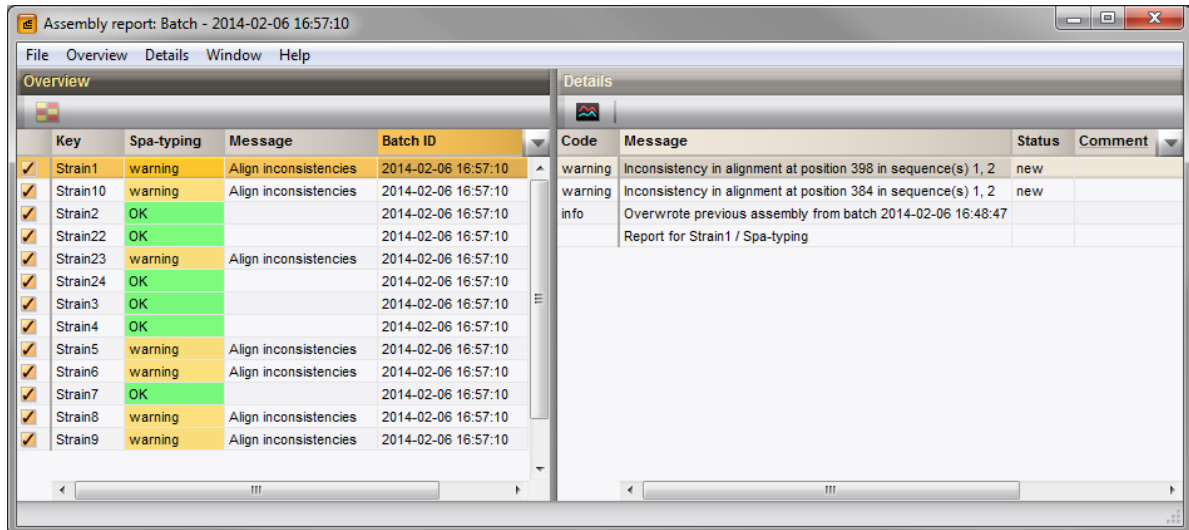 Assembly report: Batch - 2014-02-06 16:57:10
File Overview Details Window Help
Overview
Key Spa-typing Message Batch ID
Strain1 warning Align inconsistencies 2014-02-06 16:57:10
Strain10 warning Align inconsistencies 2014-02-06 16:57:10
Strain2 OK 2014-02-06 16:57:10
Strain22 OK 2014-02-06 16:57:10
Strain23 warning Align inconsistencies 2014-02-06 16:57:10
Strain24 OK 2014-02-06 16:57:10
Strain3 OK 2014-02-06 16:57:10
Strain4 OK 2014-02-06 16:57:10
Strain5 warning Align inconsistencies 2014-02-06 16:57:10
Strain6 warning Align inconsistencies 2014-02-06 16:57:10
Strain7 OK 2014-02-06 16:57:10
Strain8 warning Align inconsistencies 2014-02-06 16:57:10
Strain9 warning Align inconsistencies 2014-02-06 16:57:10
Details
Code Message Status Comment
warning Inconsistency in alignment at position 398 in sequence(s) 1, 2 new
warning Inconsistency in alignment at position 384 in sequence(s) 1, 2 new
info Overwrote previous assembly from batch 2014-02-06 16:48:47
Report for Strain1 / Spa-typing